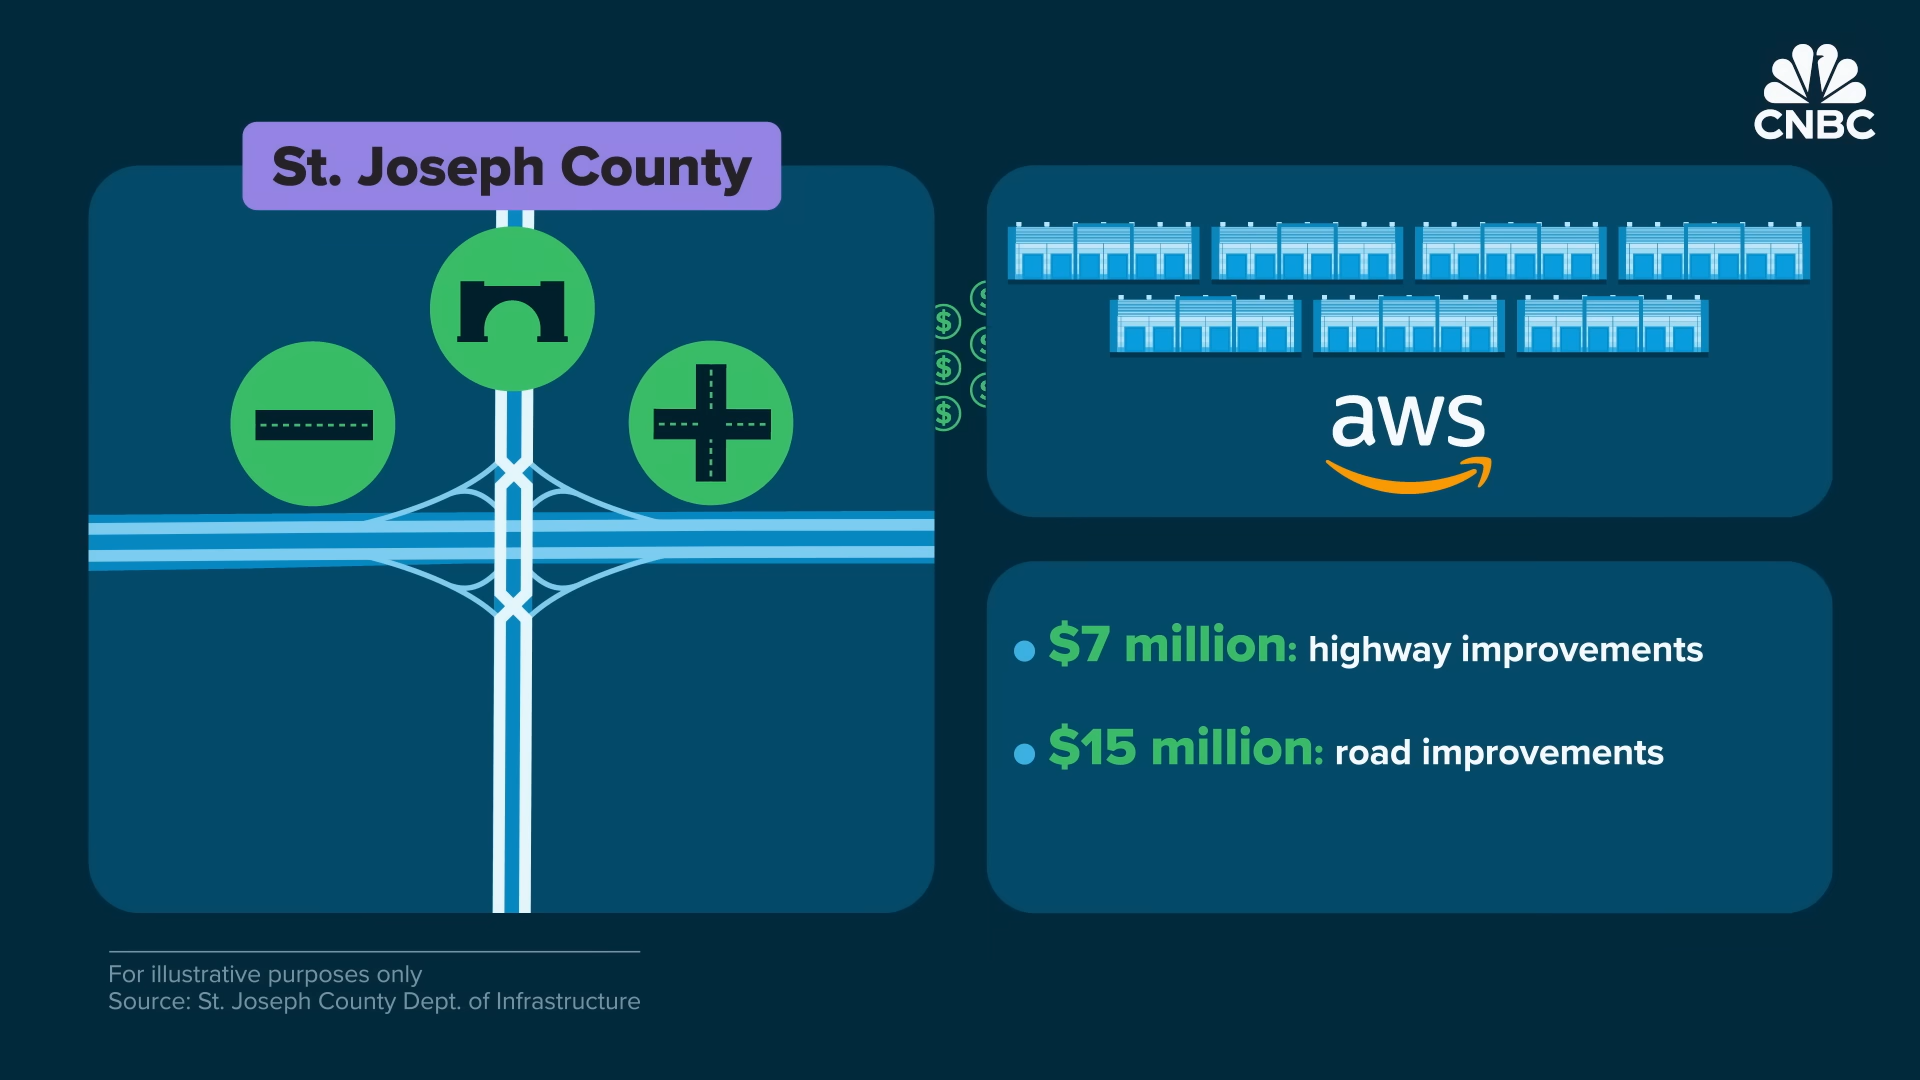 CNBC
St. Joseph County
$
$
$
$
$
$
aws
$7 million: highway improvements
$15 million: road improvements
For illustrative purposes only
Source: St. Joseph County Dept. of Infrastructure